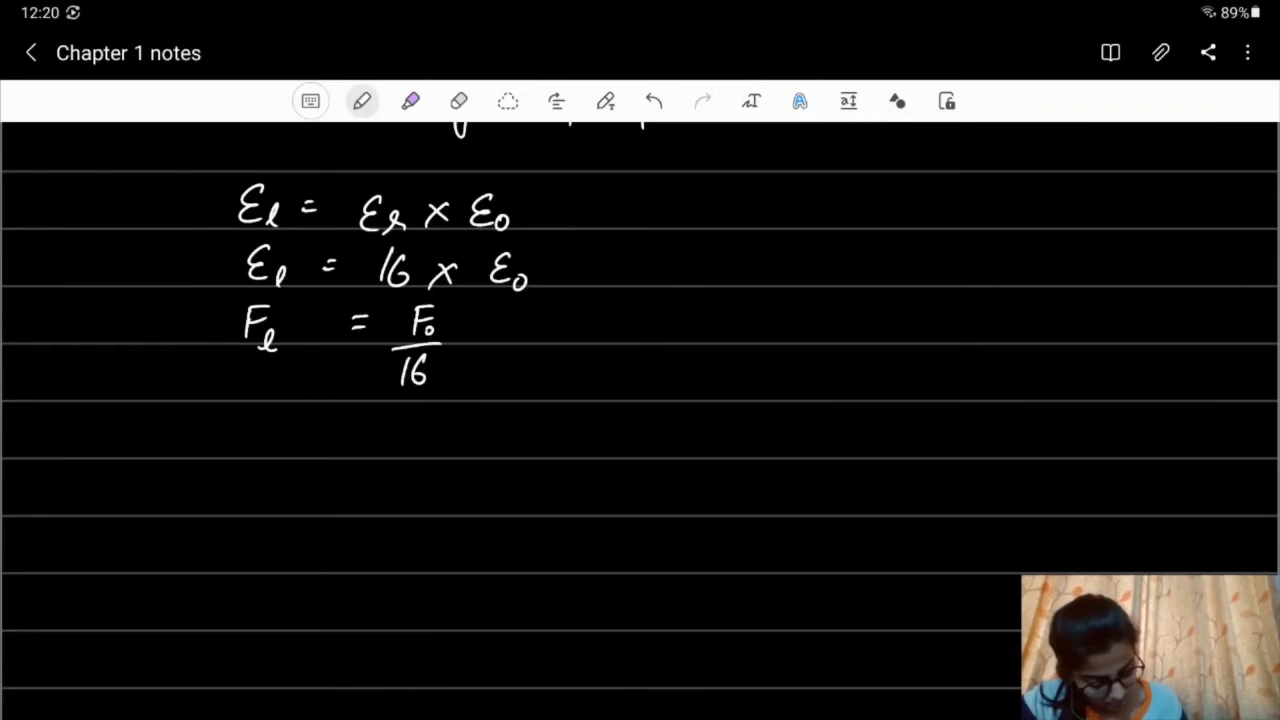 12:20
89%
Chapter 1 notes
εl = εr × ε0
εl = 16 × ε0
Fl = F0
16